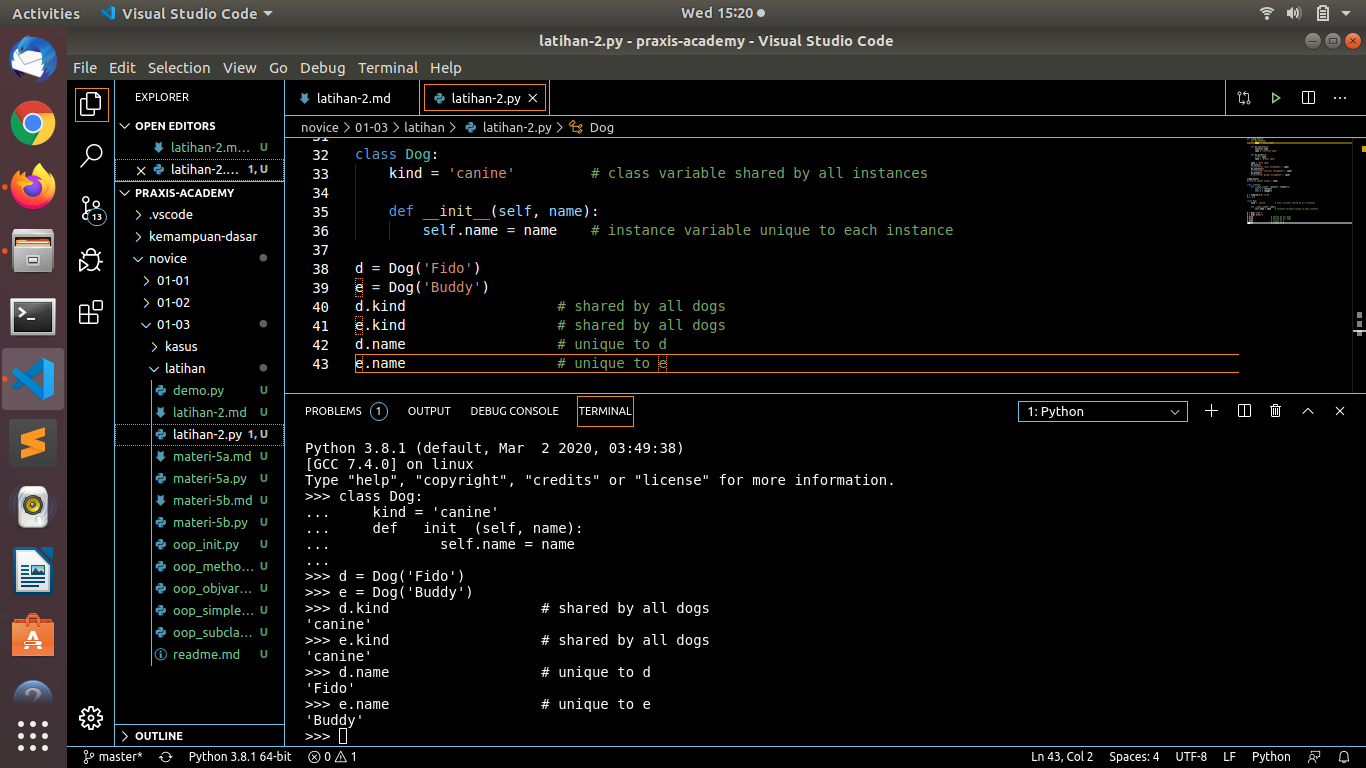 Activities Visual Studio Code Wed 15:20
latihan-2.py - praxis-academy - Visual Studio Code
File Edit Selection View Go Debug Terminal Help
EXPLORER
OPEN EDITORS
latihan-2.m... U
latihan-2.... 1, U
PRAXIS-ACADEMY
.vscode
kemampuan-dasar
novice
01-01
01-02
01-03
kasus
latihan
demo.py U
latihan-2.md U
latihan-2.py 1, U
materi-5a.md U
materi-5a.py U
materi-5b.md U
materi-5b.py U
oop_init.py U
oop_metho... U
oop_objvar... U
oop_simple... U
oop_subcla... U
readme.md U
OUTLINE
13
latihan-2.md latihan-2.py
novice > 01-03 > latihan > latihan-2.py > Dog
31
32 class Dog:
33     kind = 'canine'         # class variable shared by all instances
34
35     def __init__(self, name):
36         self.name = name    # instance variable unique to each instance
37
38 d = Dog('Fido')
39 e = Dog('Buddy')
40 d.kind                  # shared by all dogs
41 e.kind                  # shared by all dogs
42 d.name                  # unique to d
43 e.name                  # unique to e
PROBLEMS 1 OUTPUT DEBUG CONSOLE TERMINAL 1: Python
Python 3.8.1 (default, Mar  2 2020, 03:49:38)
[GCC 7.4.0] on linux
Type "help", "copyright", "credits" or "license" for more information.
>>> class Dog:
...     kind = 'canine'
...     def   init  (self, name):
...             self.name = name
...
>>> d = Dog('Fido')
>>> e = Dog('Buddy')
>>> d.kind                  # shared by all dogs
'canine'
>>> e.kind                  # shared by all dogs
'canine'
>>> d.name                  # unique to d
'Fido'
>>> e.name                  # unique to e
'Buddy'
>>>
master* Python 3.8.1 64-bit 0 1 Ln 43, Col 2 Spaces: 4 UTF-8 LF Python